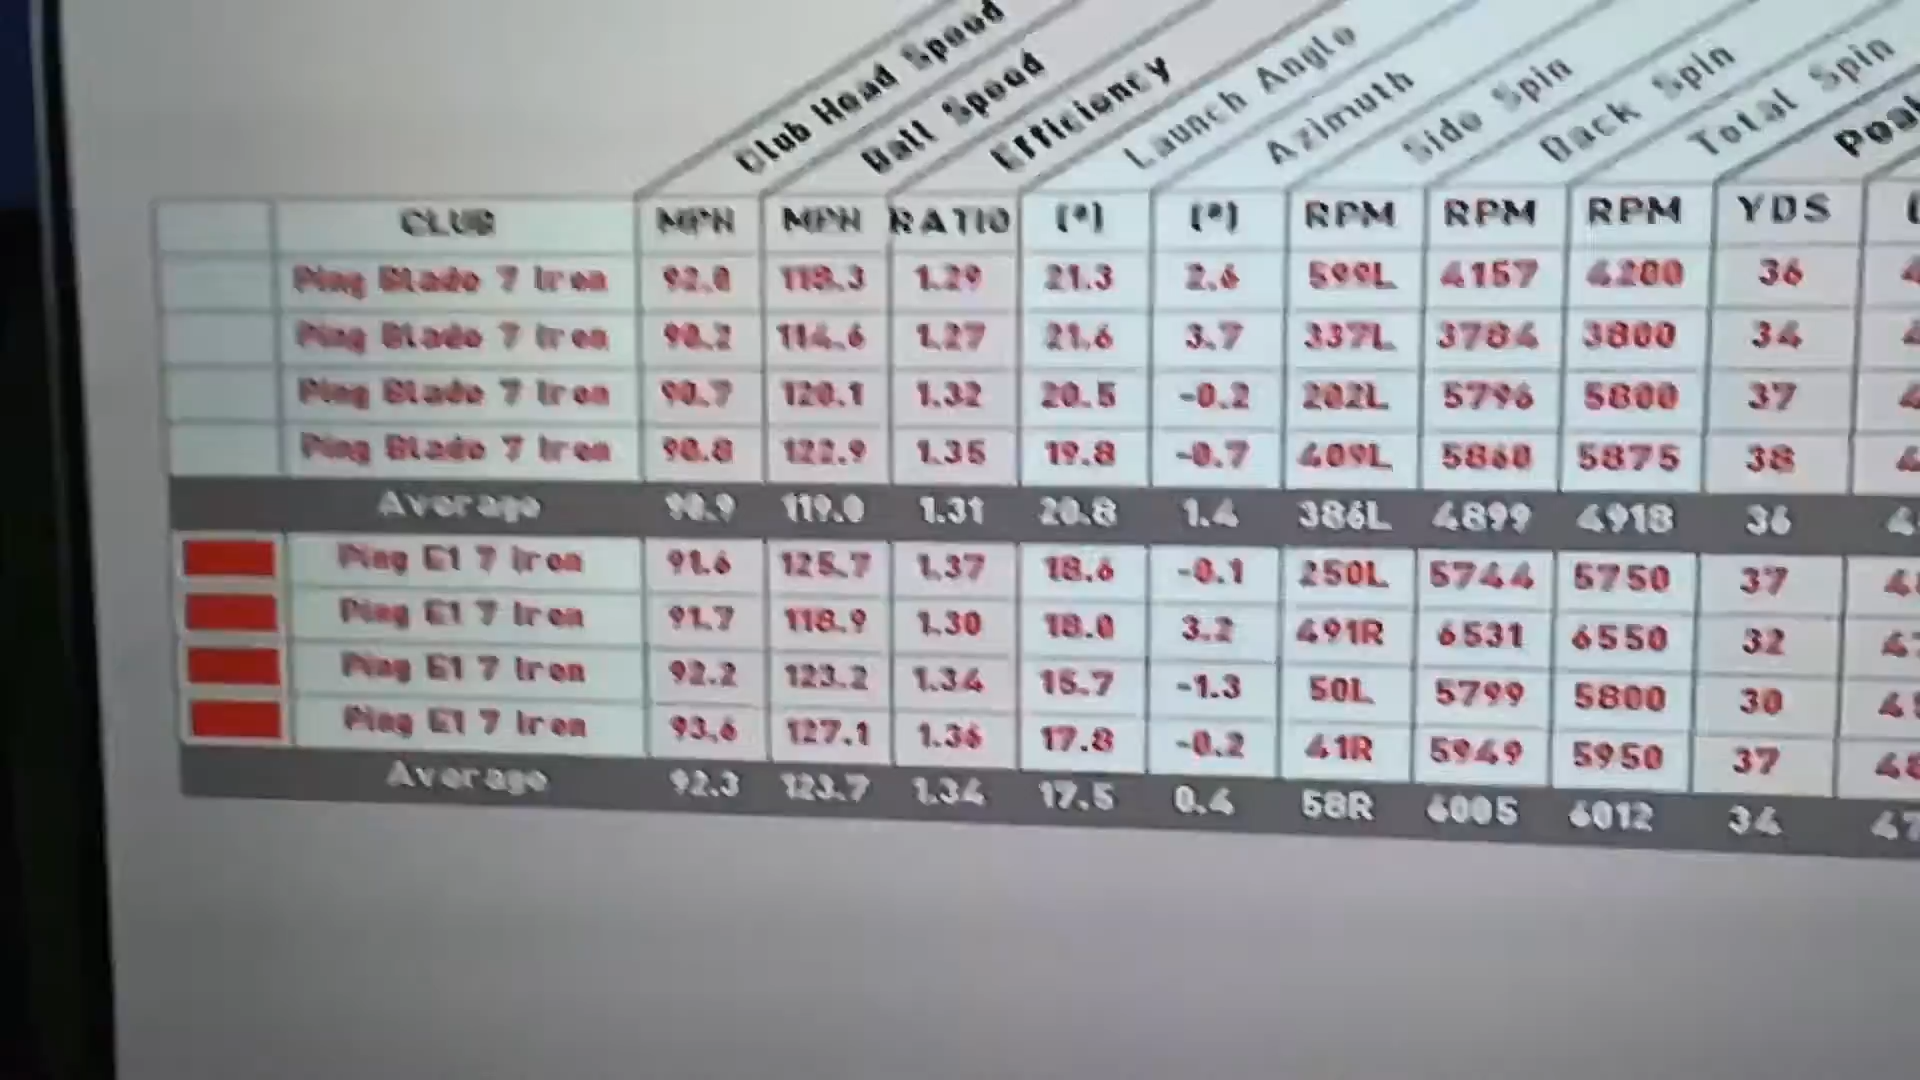 Club Head Speed
Ball Speed
Efficiency
Launch Angle
Azimuth
Side Spin
Back Spin
Total Spin
CLUB MPH MPH RATIO (°) (°) RPM RPM RPM YDS
Ping Blade 7 Iron 92.0 118.3 1.29 21.3 2.6 599L 4157 4200 36
Ping Blade 7 Iron 90.2 114.6 1.27 21.6 3.7 337L 3784 3800 34
Ping Blade 7 Iron 90.7 120.1 1.32 20.5 -0.2 202L 5796 5800 37
Ping Blade 7 Iron 90.8 122.9 1.35 19.8 -0.7 409L 5860 5875 38
Average 90.9 119.0 1.31 20.8 1.4 386L 4899 4918 36
Ping E1 7 Iron 91.6 125.7 1.37 18.6 -0.1 250L 5744 5750 37
Ping E1 7 Iron 91.7 118.9 1.30 18.0 3.2 491R 6531 6550 32
Ping E1 7 Iron 92.2 123.2 1.34 15.7 -1.3 50L 5799 5800 30
Ping E1 7 Iron 93.6 127.1 1.36 17.8 -0.2 41R 5949 5950 37
Average 92.3 123.7 1.34 17.5 0.4 58R 6005 6012 34